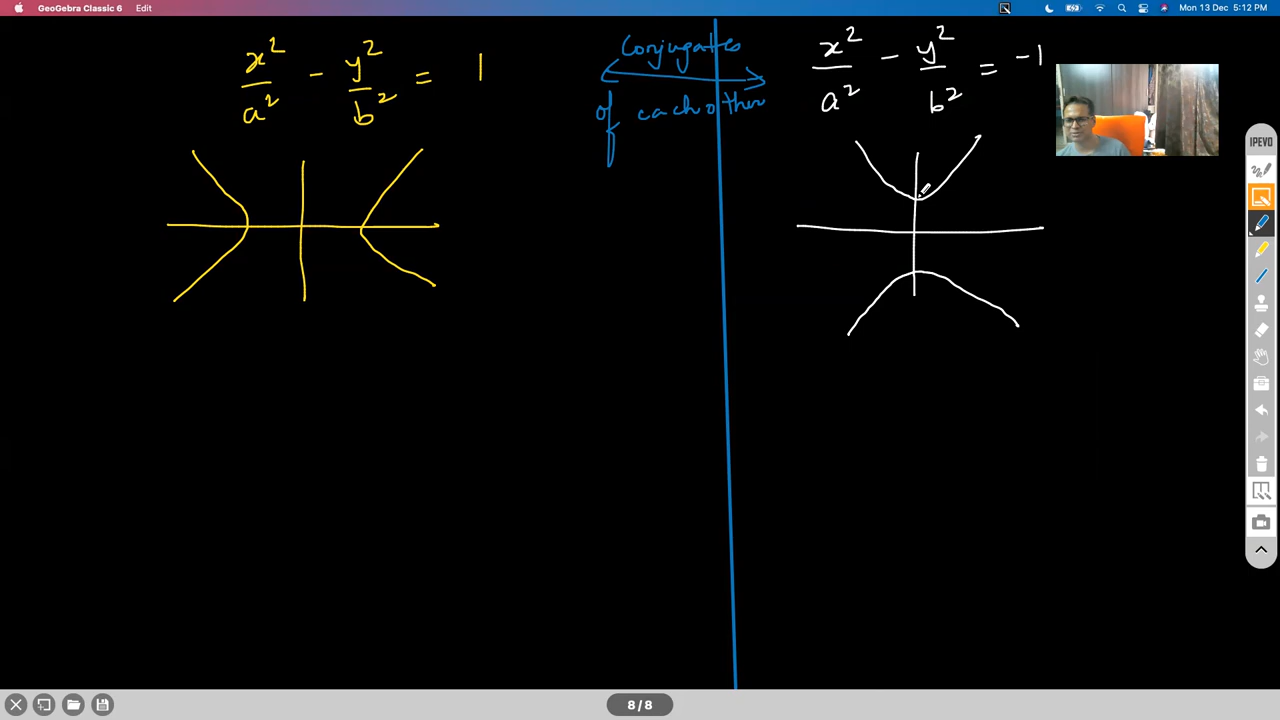 GeoGebra Classic 6 Edit Mon 13 Dec 5:12 PM
x²/a² - y²/b² = 1
Conjugates
of each other
x²/a² - y²/b² = -1
IPEVO
8/8